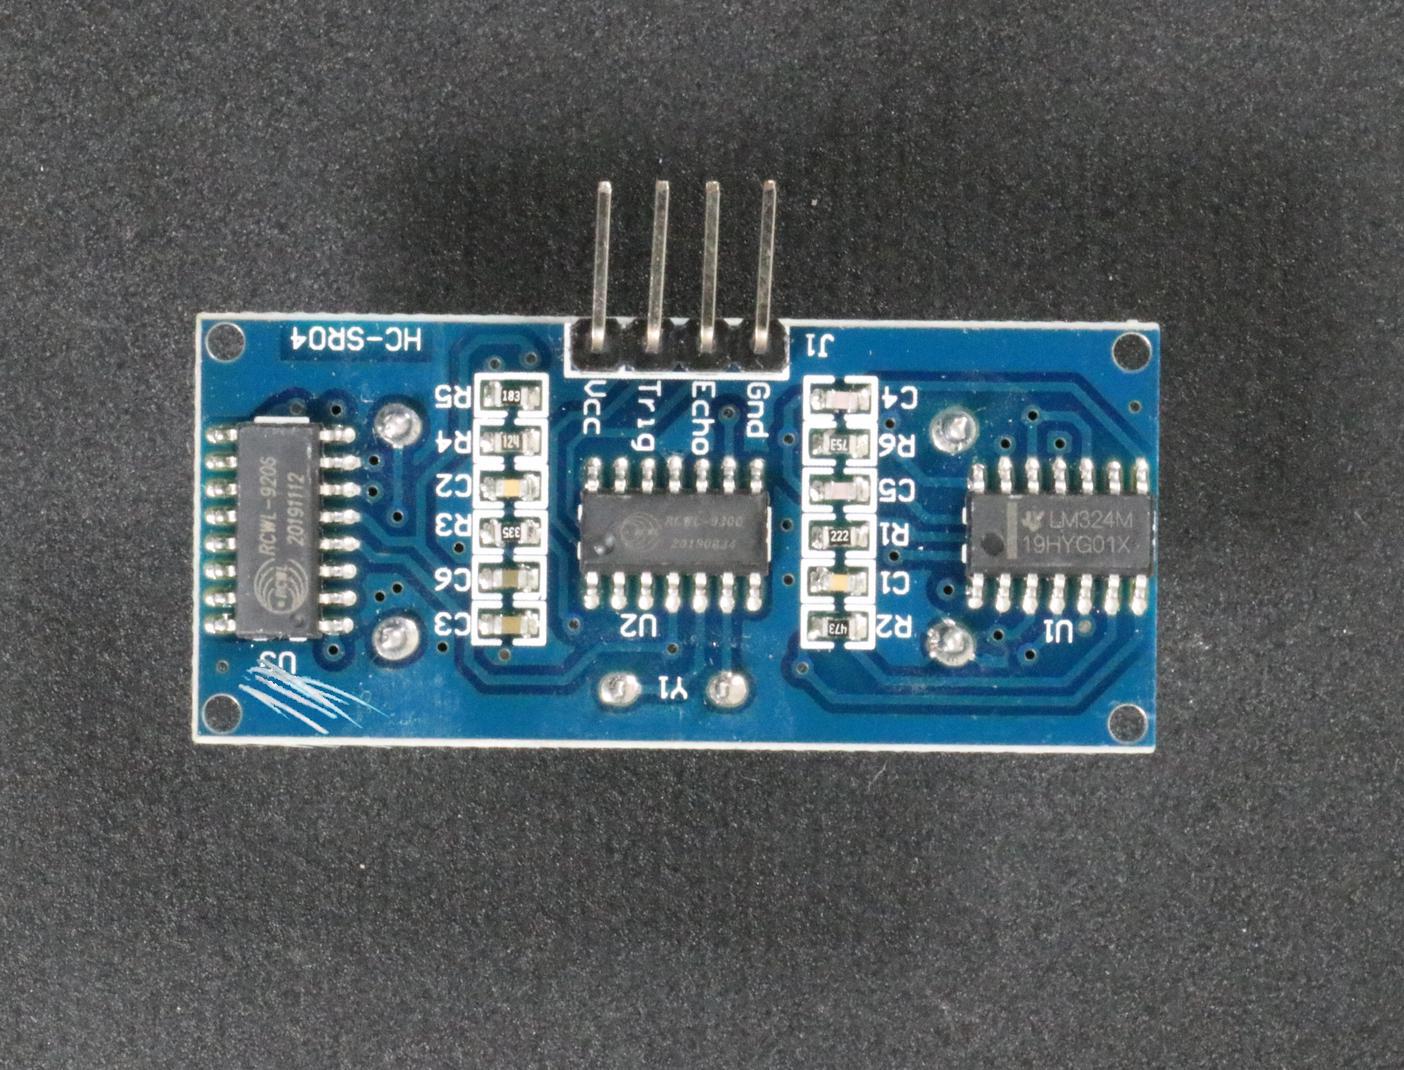 HC-SR04
J1
Vcc
Trig
Echo
Gnd
R5
183
R4
124
C2
R3
335
C6
C3
C4
R6
753
C5
R1
222
C1
R2
473
RCWL-9206
20191112
RCWL
U3
RCWL-9300
U2
Y1
LM324M
19HYG01X
U1